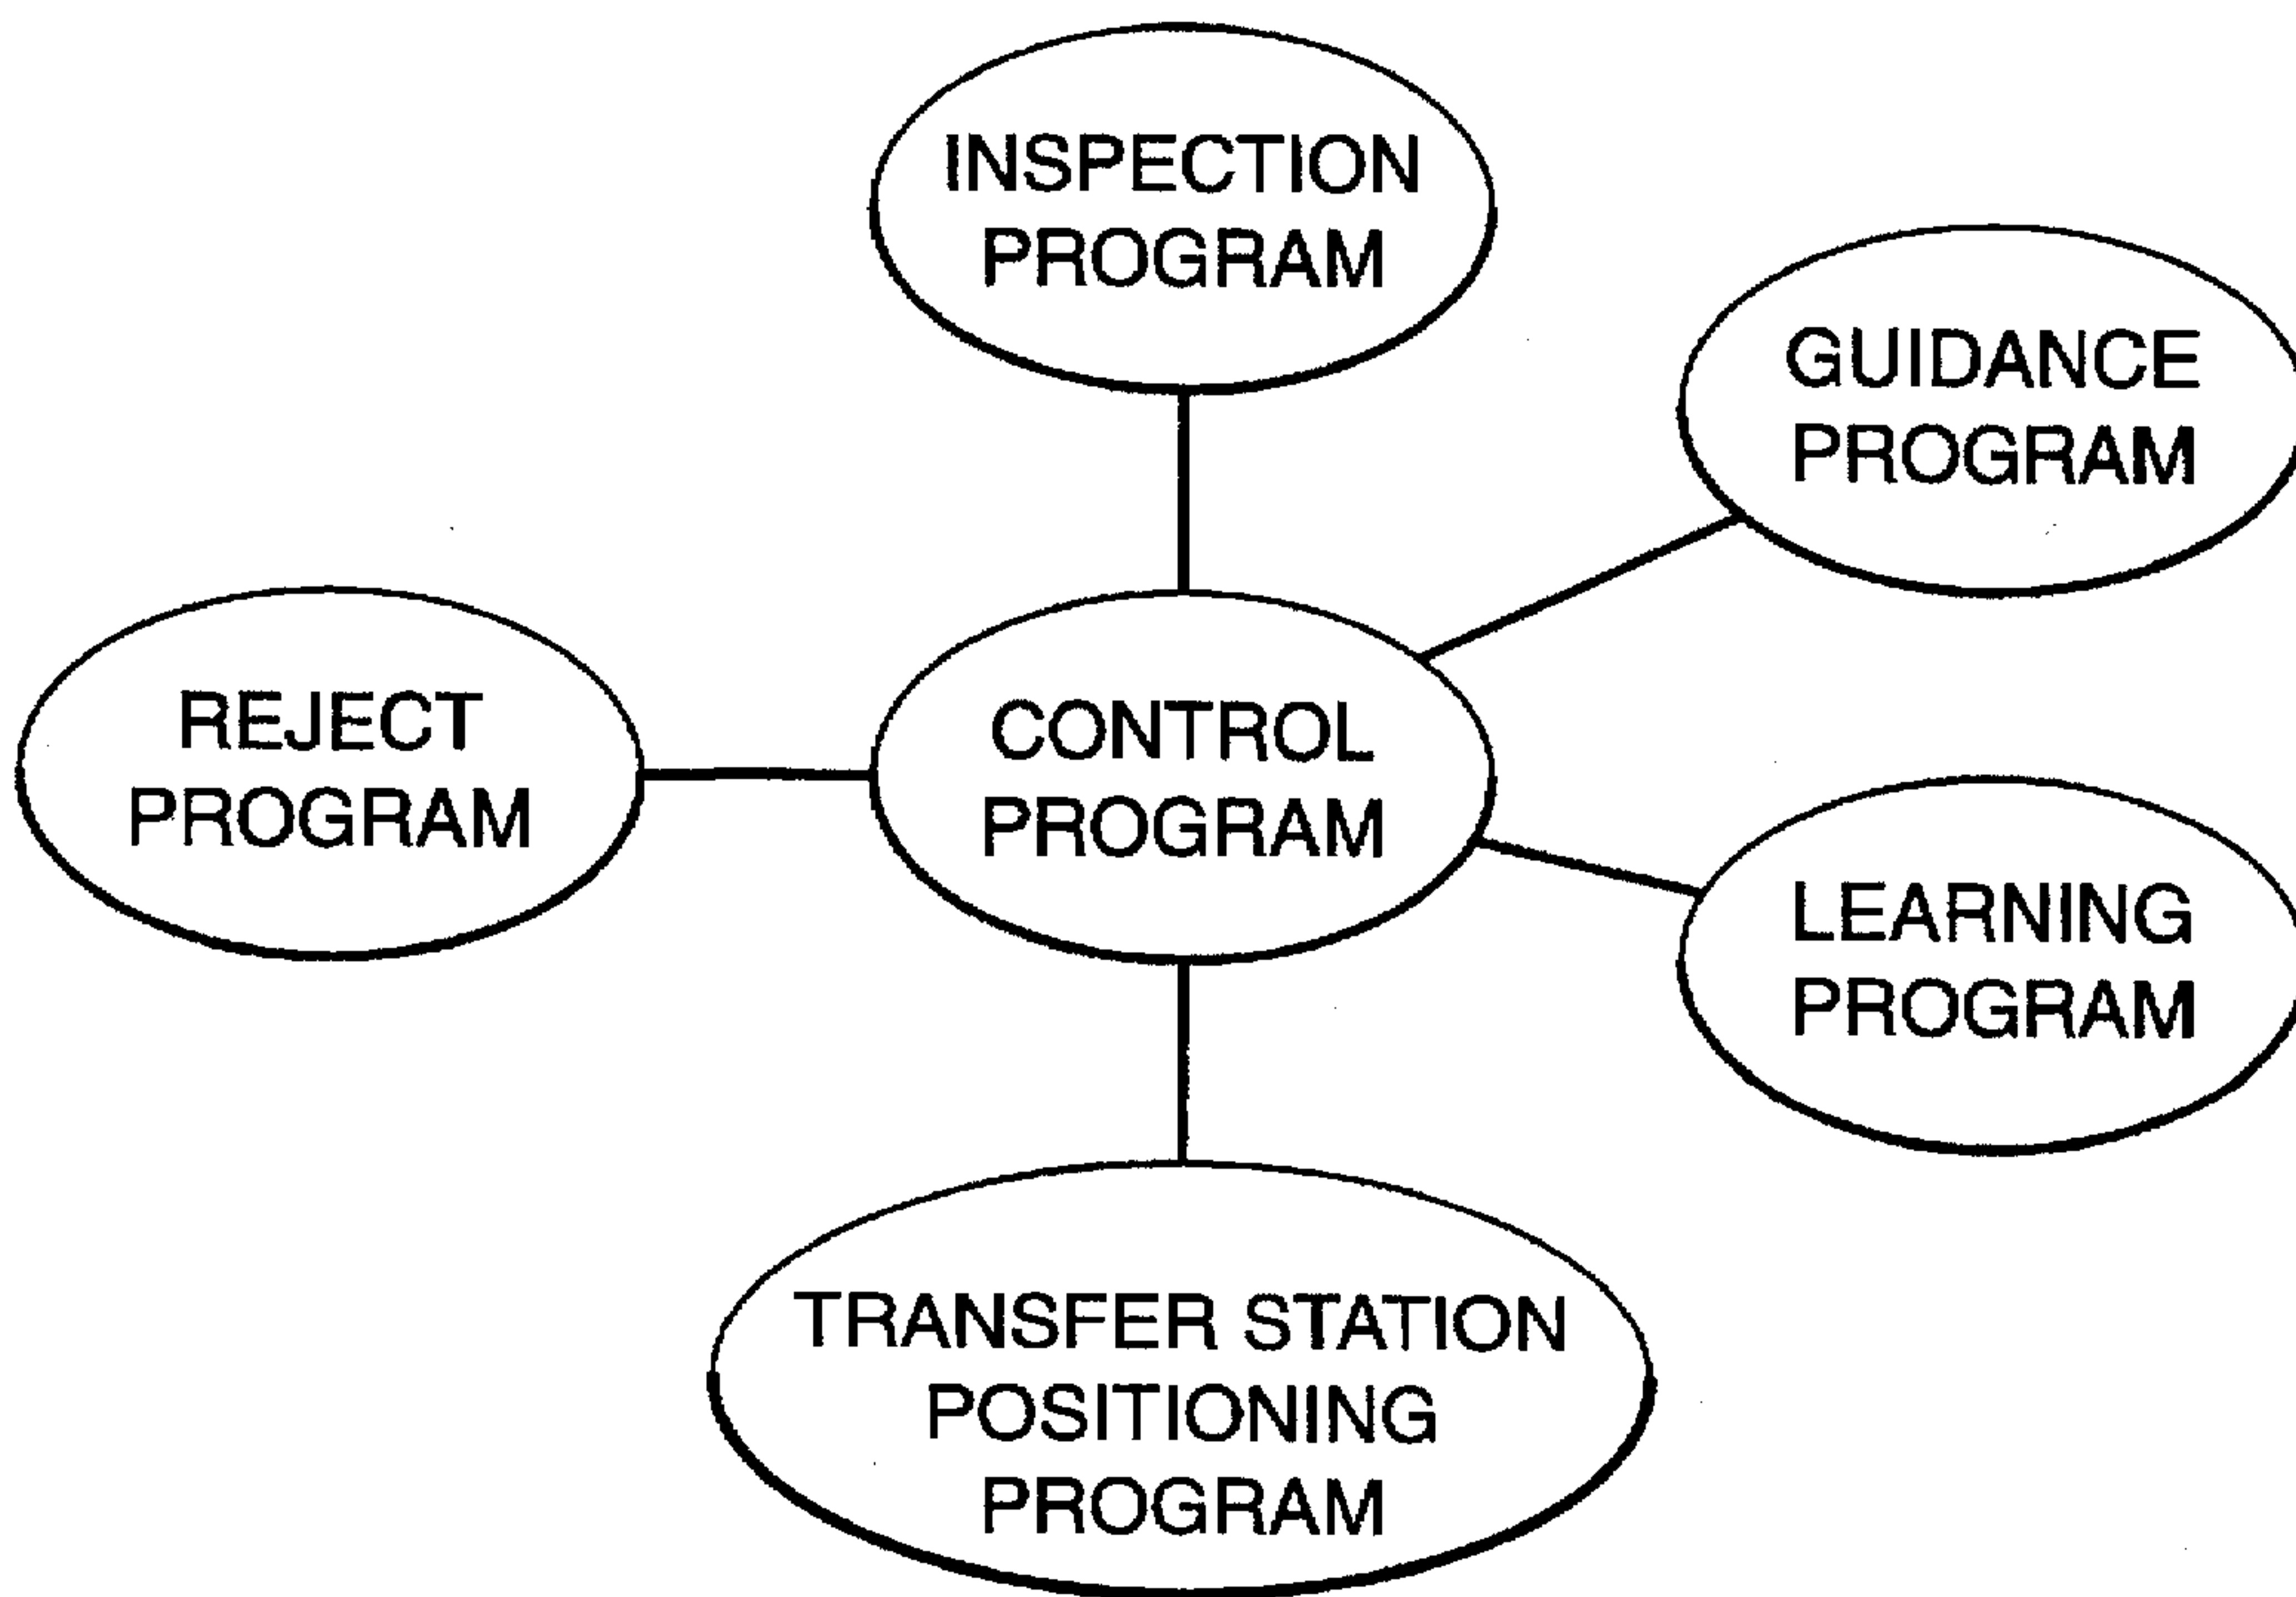 INSPECTION
PROGRAM
GUIDANCE
PROGRAM
REJECT
PROGRAM
CONTROL
PROGRAM
LEARNING
PROGRAM
TRANSFER STATION
POSITIONING
PROGRAM